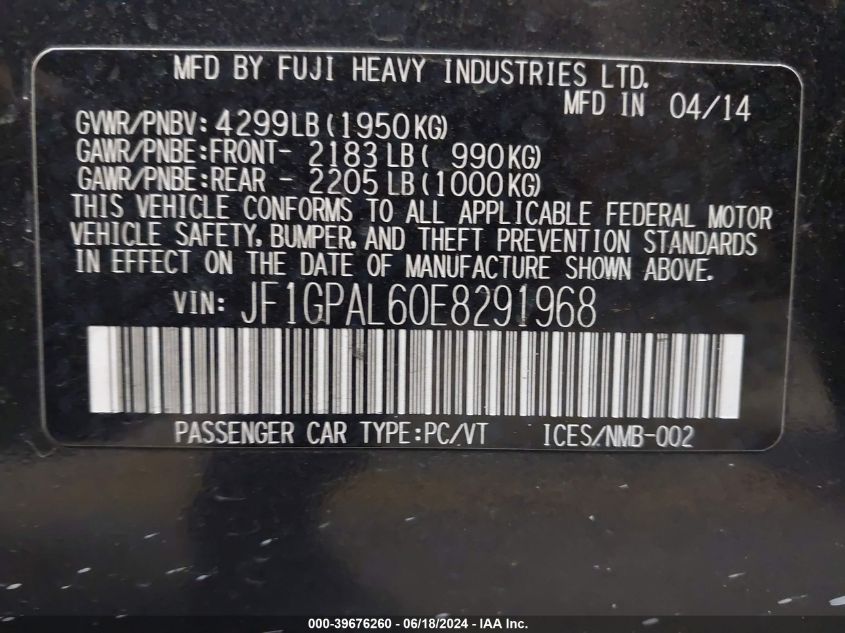 MFD BY FUJI HEAVY INDUSTRIES LTD.
MFD IN 04/14
GVWR/PNBV: 4299LB(1950KG)
GAWR/PNBE:FRONT- 2183LB( 990KG)
GAWR/PNBE:REAR - 2205LB(1000KG)
THIS VEHICLE CONFORMS TO ALL APPLICABLE FEDERAL MOTOR
VEHICLE SAFETY, BUMPER, AND THEFT PREVENTION STANDARDS
IN EFFECT ON THE DATE OF MANUFACTURE SHOWN ABOVE.
VIN: JF1GPAL60E8291968
PASSENGER CAR TYPE:PC/VT ICES/NMB-002
000-39676260 - 06/18/2024 - IAA Inc.